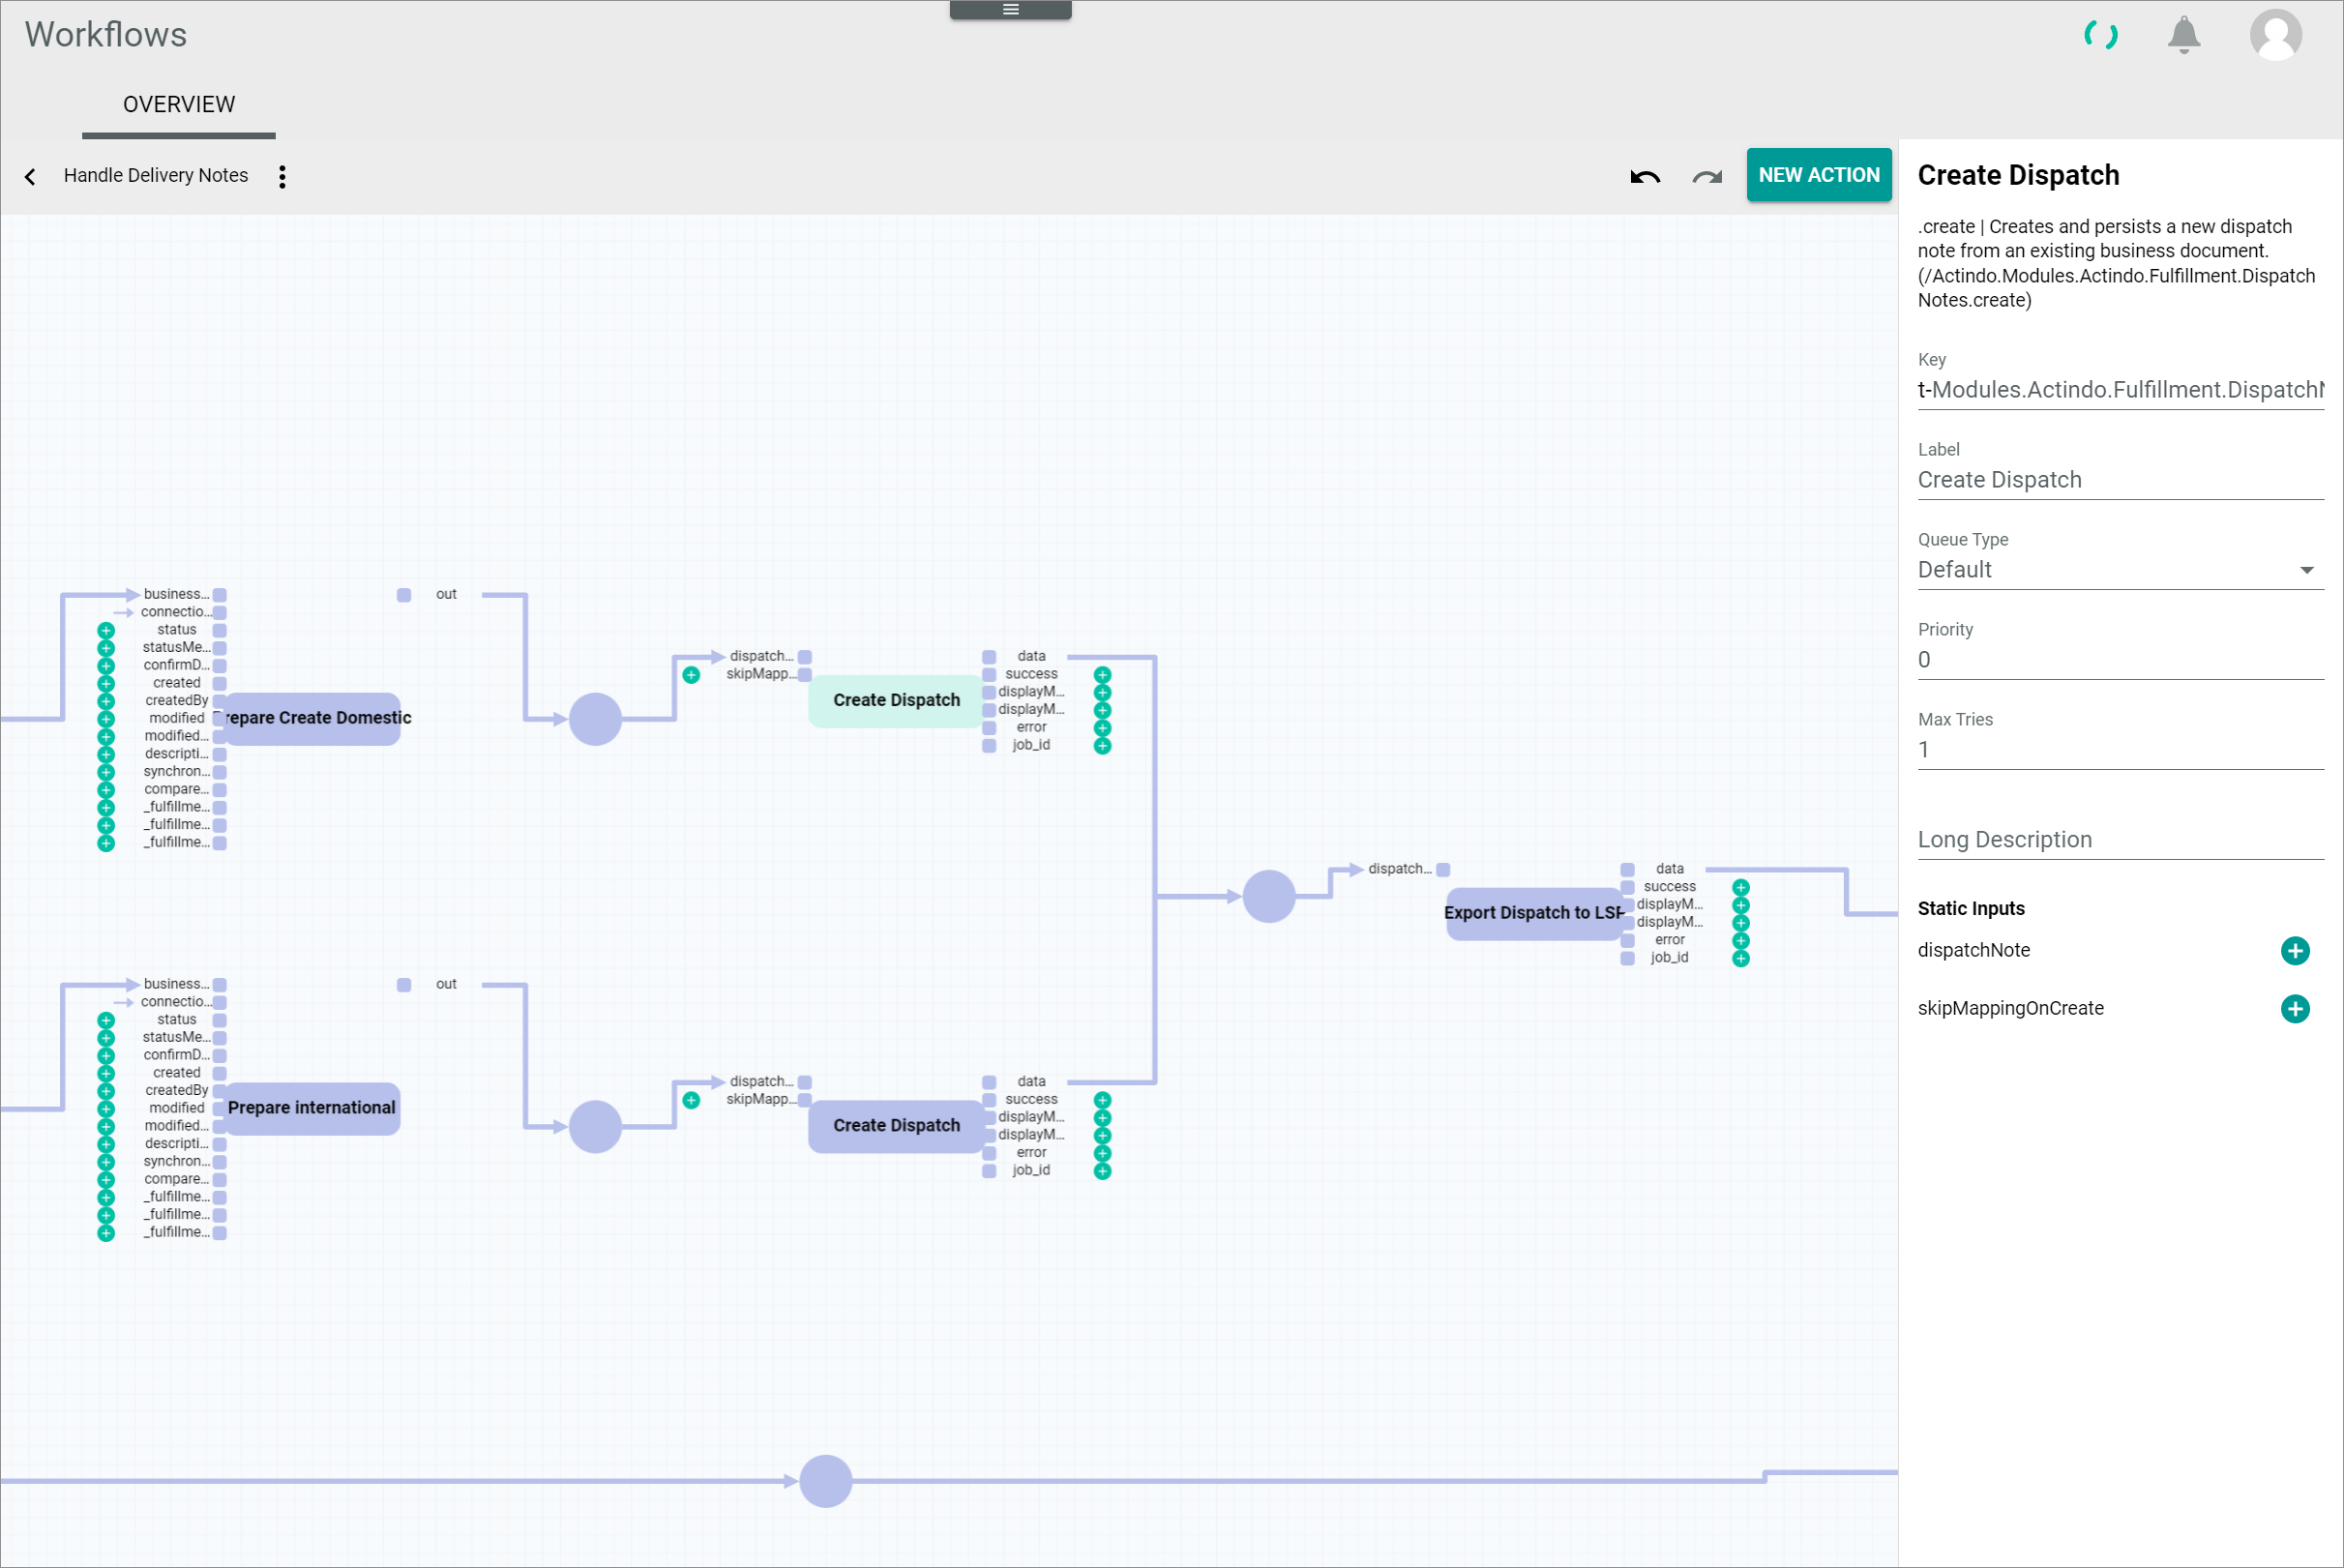 Workflows
OVERVIEW
Handle Delivery Notes
NEW ACTION
business...
connectio...
status
statusMe...
confirmD...
created
createdBy
modified
modified...
descripti...
synchron...
compare...
_fulfillme...
_fulfillme...
_fulfillme...
repare Create Domestic
out
dispatch...
skipMapp...
Create Dispatch
data
success
displayM...
displayM...
error
job_id
business...
connectio...
status
statusMe...
confirmD...
created
createdBy
modified
modified...
descripti...
synchron...
compare...
_fulfillme...
_fulfillme...
_fulfillme...
Prepare international
out
dispatch...
skipMapp...
Create Dispatch
data
success
displayM...
displayM...
error
job_id
dispatch...
Export Dispatch to LSP
data
success
displayM...
displayM...
error
job_id
Create Dispatch
.create | Creates and persists a new dispatch
note from an existing business document.
(/Actindo.Modules.Actindo.Fulfillment.Dispatch
Notes.create)
Key
t-Modules.Actindo.Fulfillment.DispatchN
Label
Create Dispatch
Queue Type
Default
Priority
0
Max Tries
1
Long Description
Static Inputs
dispatchNote
skipMappingOnCreate